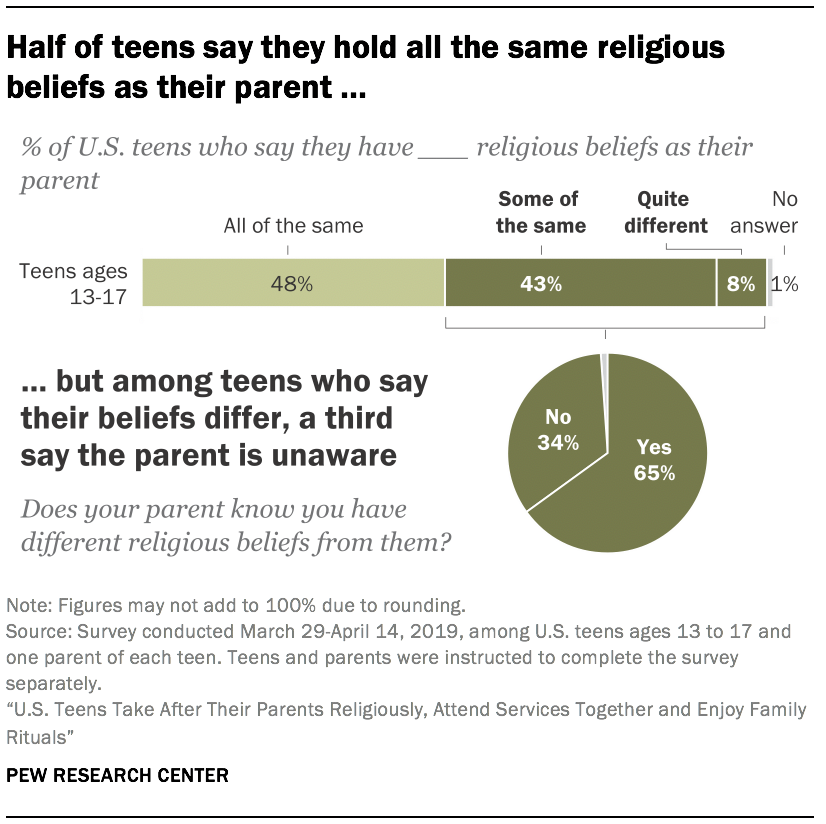 Half of teens say they hold all the same religious
beliefs as their parent ...
% of U.S. teens who say they have ____ religious beliefs as their
parent
All of the same
Some of
the same
Quite
different
No
answer
Teens ages
13-17
48%
43%
8%
1%
... but among teens who say
their beliefs differ, a third
say the parent is unaware
Does your parent know you have
different religious beliefs from them?
No
34%
Yes
65%
Note: Figures may not add to 100% due to rounding.
Source: Survey conducted March 29-April 14, 2019, among U.S. teens ages 13 to 17 and
one parent of each teen. Teens and parents were instructed to complete the survey
separately.
“U.S. Teens Take After Their Parents Religiously, Attend Services Together and Enjoy Family
Rituals”
PEW RESEARCH CENTER